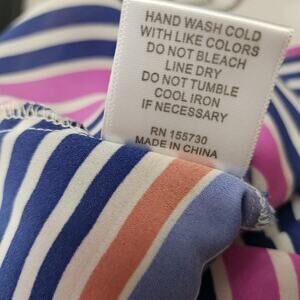 HAND WASH COLD
WITH LIKE COLORS
DO NOT BLEACH
LINE DRY
DO NOT TUMBLE
COOL IRON
IF NECESSARY
RN 155730
MADE IN CHINA